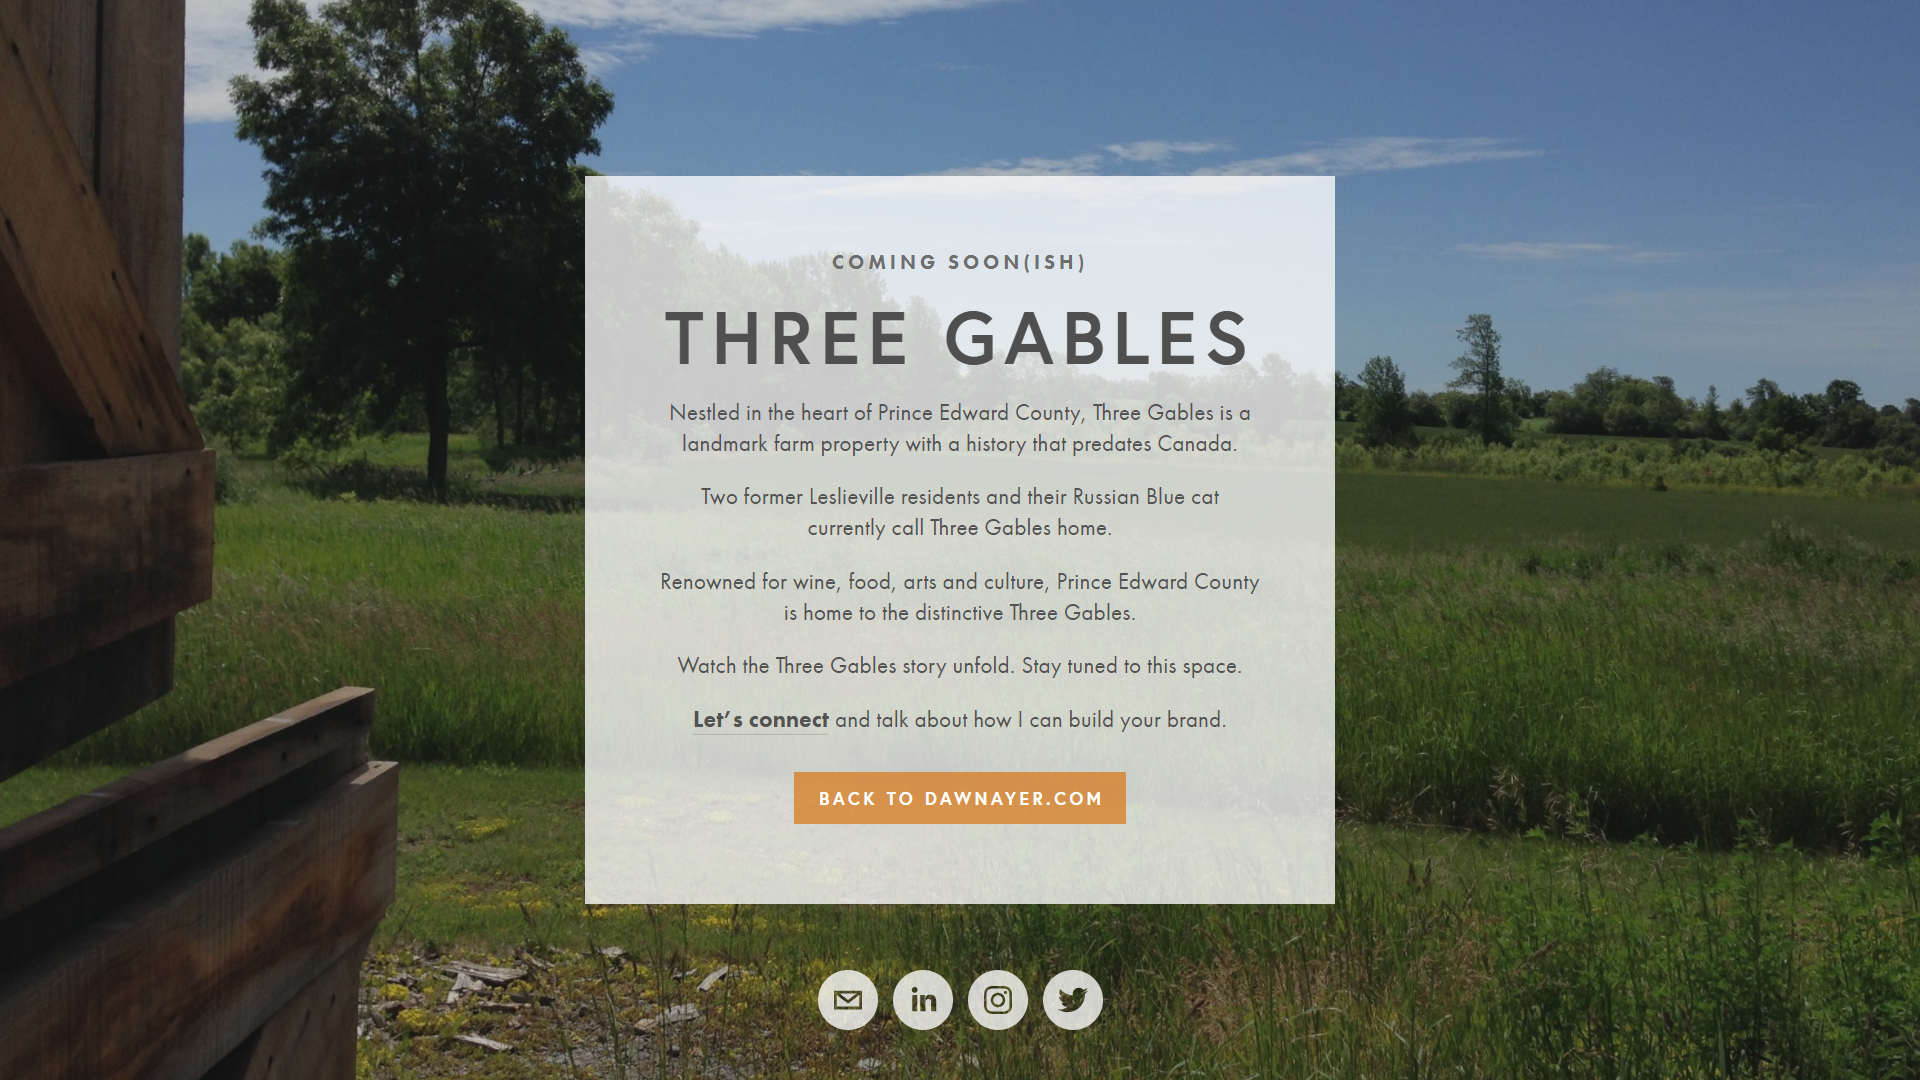 COMING SOON(ISH)
THREE GABLES
Nestled in the heart of Prince Edward County, Three Gables is a
landmark farm property with a history that predates Canada.
Two former Leslieville residents and their Russian Blue cat
currently call Three Gables home.
Renowned for wine, food, arts and culture, Prince Edward County
is home to the distinctive Three Gables.
Watch the Three Gables story unfold. Stay tuned to this space.
Let’s connect and talk about how I can build your brand.
BACK TO DAWNAYER.COM
in